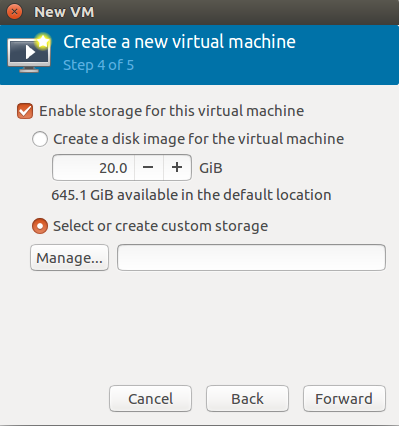 New VM
Create a new virtual machine
Step 4 of 5
Enable storage for this virtual machine
Create a disk image for the virtual machine
20.0 − + GiB
645.1 GiB available in the default location
Select or create custom storage
Manage...
Cancel Back Forward